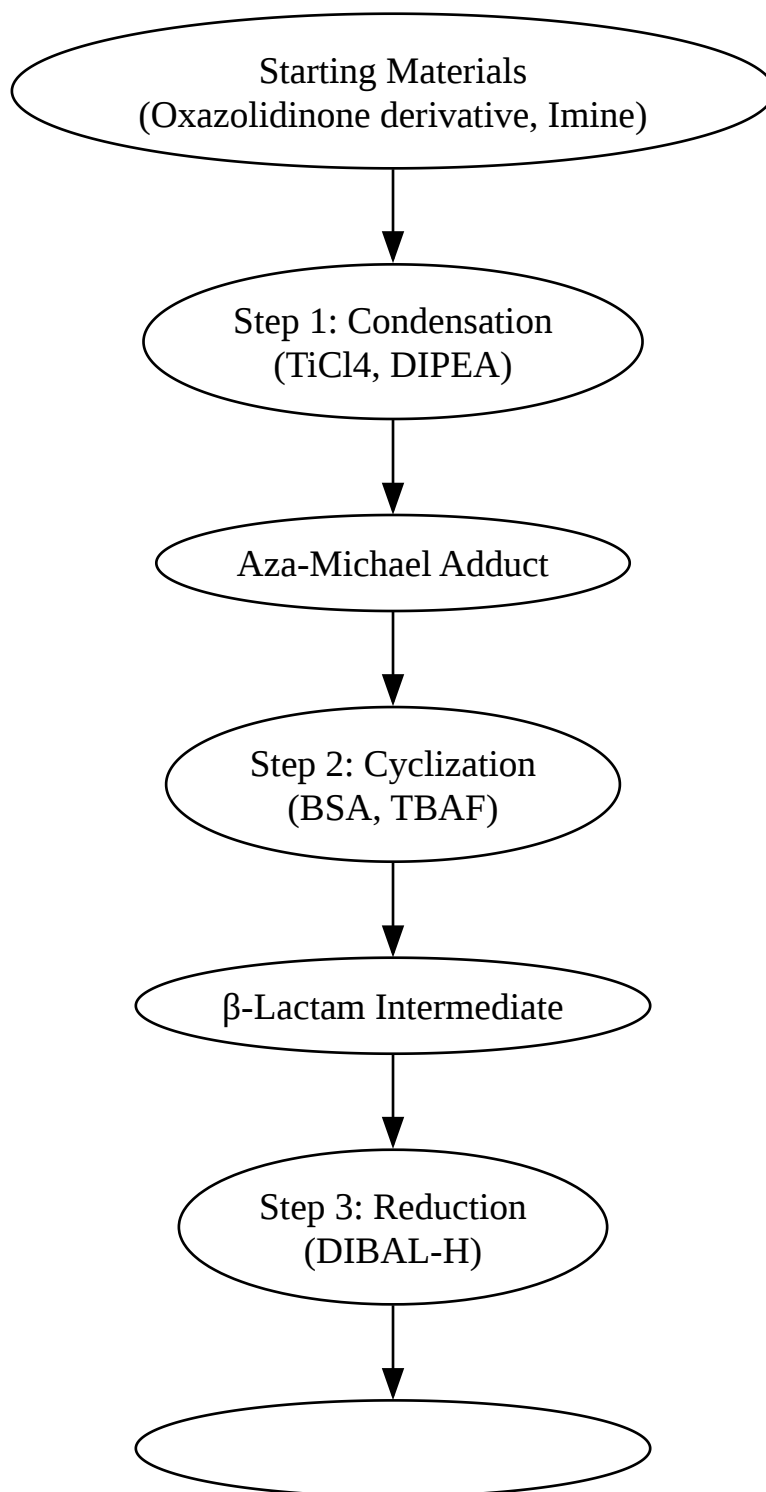 Starting Materials
(Oxazolidinone derivative, Imine)
Step 1: Condensation
(TiCl4, DIPEA)
Aza-Michael Adduct
Step 2: Cyclization
(BSA, TBAF)
β-Lactam Intermediate
Step 3: Reduction
(DIBAL-H)